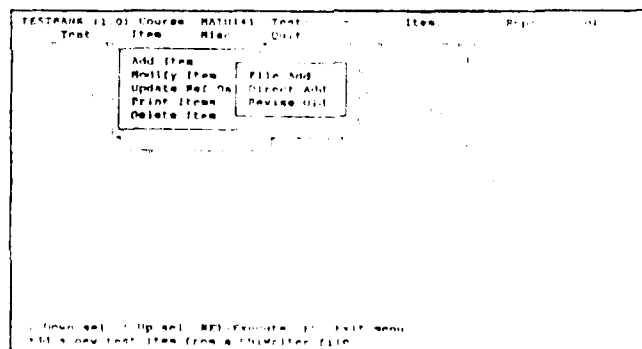 TESTBANK (1.0) Course MATH141 Test: Item:
Test Item Misc Quit
Add Item
Modify Item File Add
Update Ref Da Direct Add
Print Items Revise Old
Delete Item
Down sel Up sel RET-Execute Exit menu
Add a new test item from a ChiWriter file